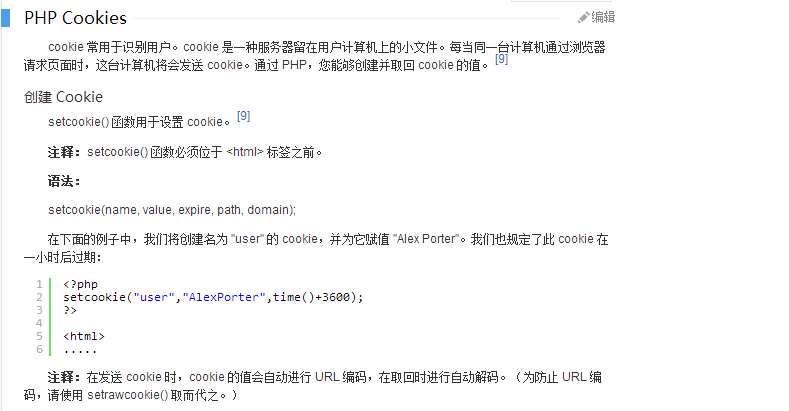 PHP Cookies
编辑
cookie 常用于识别用户。cookie 是一种服务器留在用户计算机上的小文件。每当同一台计算机通过浏览器
请求页面时，这台计算机将会发送 cookie。通过 PHP，您能够创建并取回 cookie 的值。 [9]
创建 Cookie
setcookie() 函数用于设置 cookie。 [9]
注释：setcookie() 函数必须位于 <html> 标签之前。
语法：
setcookie(name, value, expire, path, domain);
在下面的例子中，我们将创建名为 "user" 的 cookie，并为它赋值 "Alex Porter"。我们也规定了此 cookie 在
一小时后过期：
1 <?php
2 setcookie("user","AlexPorter",time()+3600);
3 ?>
4
5 <html>
6 .....
注释：在发送 cookie 时，cookie 的值会自动进行 URL 编码，在取回时进行自动解码。（为防止 URL 编
码，请使用 setrawcookie() 取而代之。）